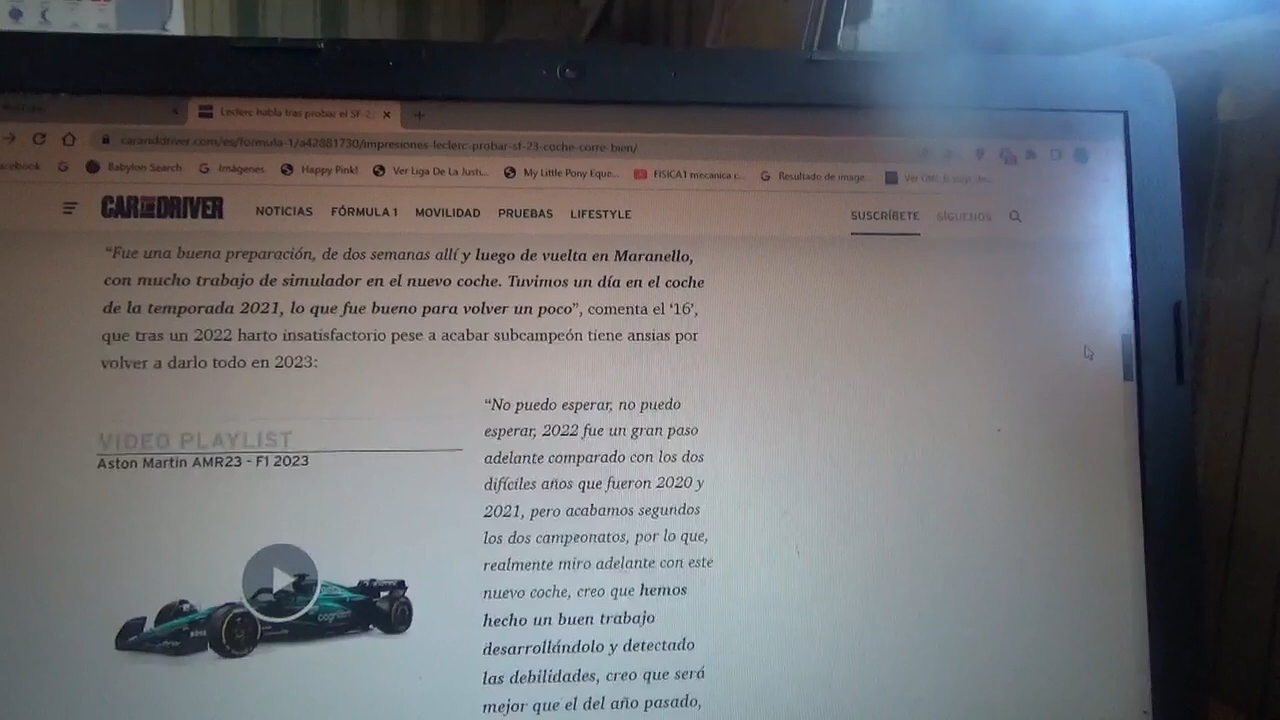 Leclerc habla tras probar el SF-2
caranddriver.com/es/formula-1/a42881730/impresiones-leclerc-probar-sf-23-coche-corre-bien/
Babylon Search
Imágenes
Happy Pink!
Ver Liga De La Justi...
My Little Pony Eque...
FISICA1 mecanica c...
Resultado de image...
CAR AND DRIVER
NOTICIAS FÓRMULA 1 MOVILIDAD PRUEBAS LIFESTYLE
SUSCRÍBETE SÍGUENOS
“Fue una buena preparación, de dos semanas allí y luego de vuelta en Maranello,
con mucho trabajo de simulador en el nuevo coche. Tuvimos un día en el coche
de la temporada 2021, lo que fue bueno para volver un poco”, comenta el ‘16’,
que tras un 2022 harto insatisfactorio pese a acabar subcampeón tiene ansias por
volver a darlo todo en 2023:
VIDEO PLAYLIST
Aston Martin AMR23 - F1 2023
“No puedo esperar, no puedo
esperar, 2022 fue un gran paso
adelante comparado con los dos
difíciles años que fueron 2020 y
2021, pero acabamos segundos
los dos campeonatos, por lo que,
realmente miro adelante con este
nuevo coche, creo que hemos
hecho un buen trabajo
desarrollándolo y detectado
las debilidades, creo que será
mejor que el del año pasado,